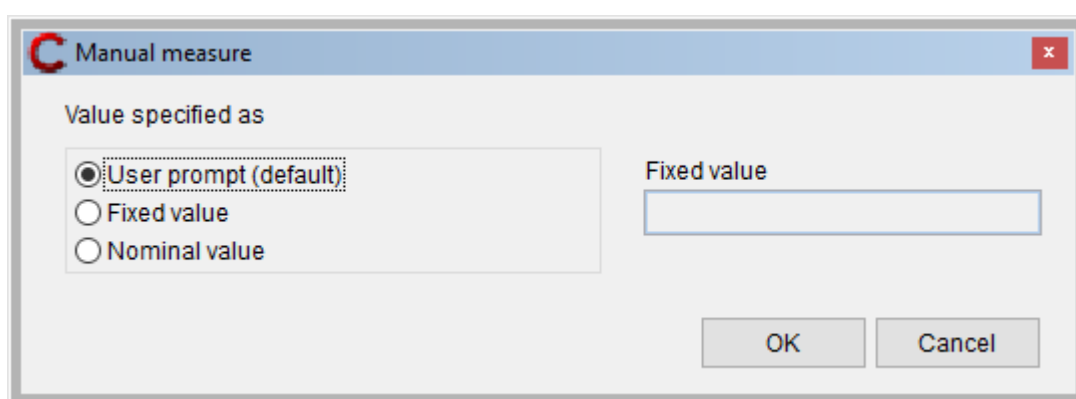 Manual measure
Value specified as
User prompt (default)
Fixed value
Nominal value
Fixed value
OK
Cancel